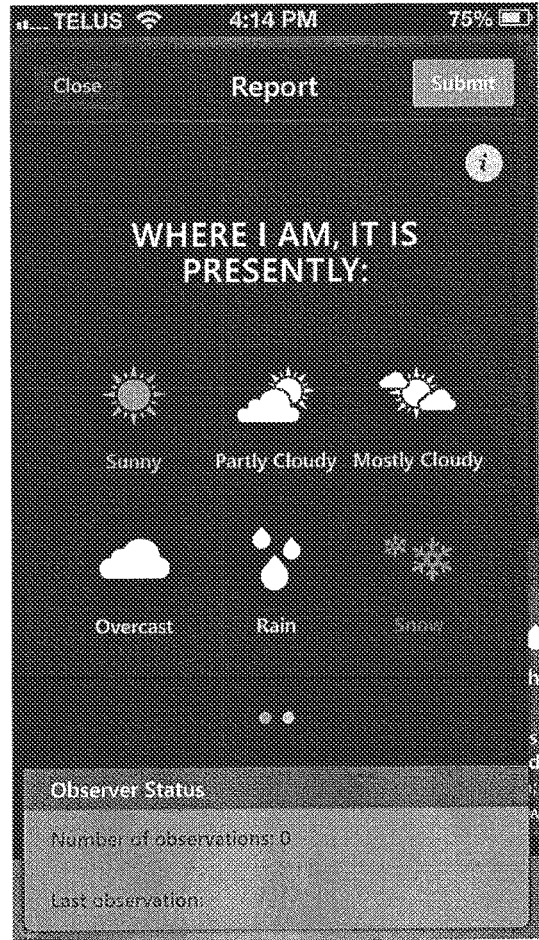 TELUS 4:14 PM 75%
Close Report Submit
i
WHERE I AM, IT IS
PRESENTLY:
Sunny Partly Cloudy Mostly Cloudy
Overcast Rain Snow
h
s
d
Observer Status
Number of observations: 0
Last observation: